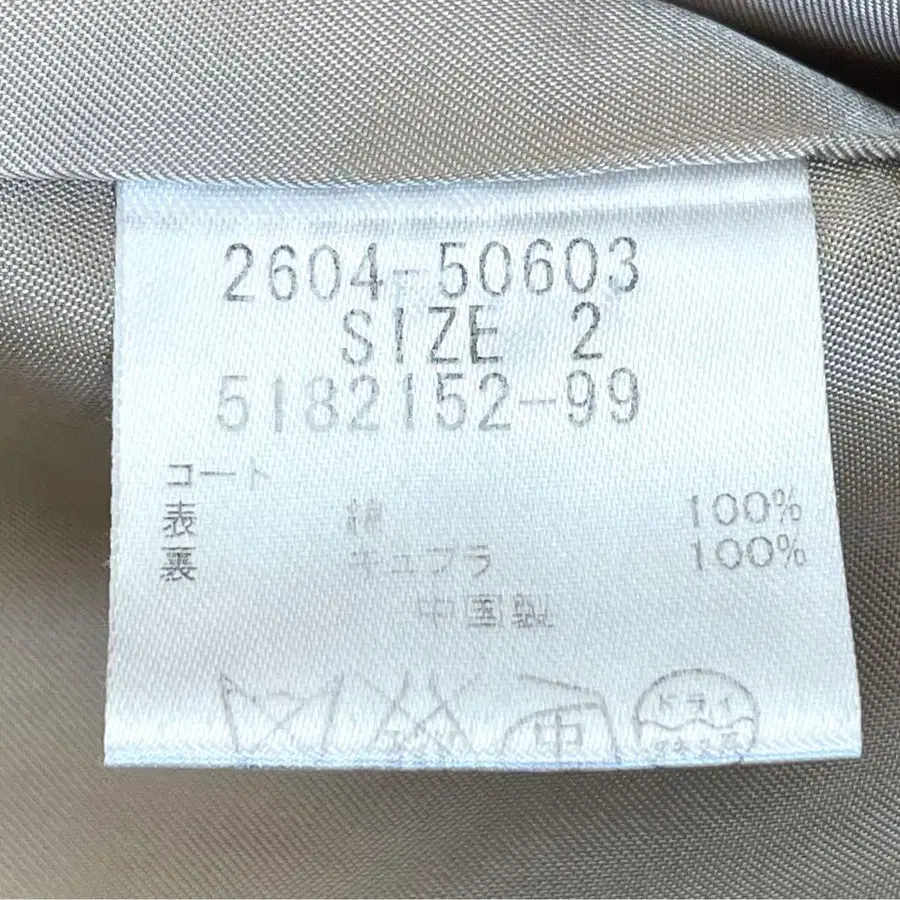 2604-50603
SIZE 2
5182152-99
コート
表 綿 100%
裏 キュプラ 100%
中国製
中 ドライ